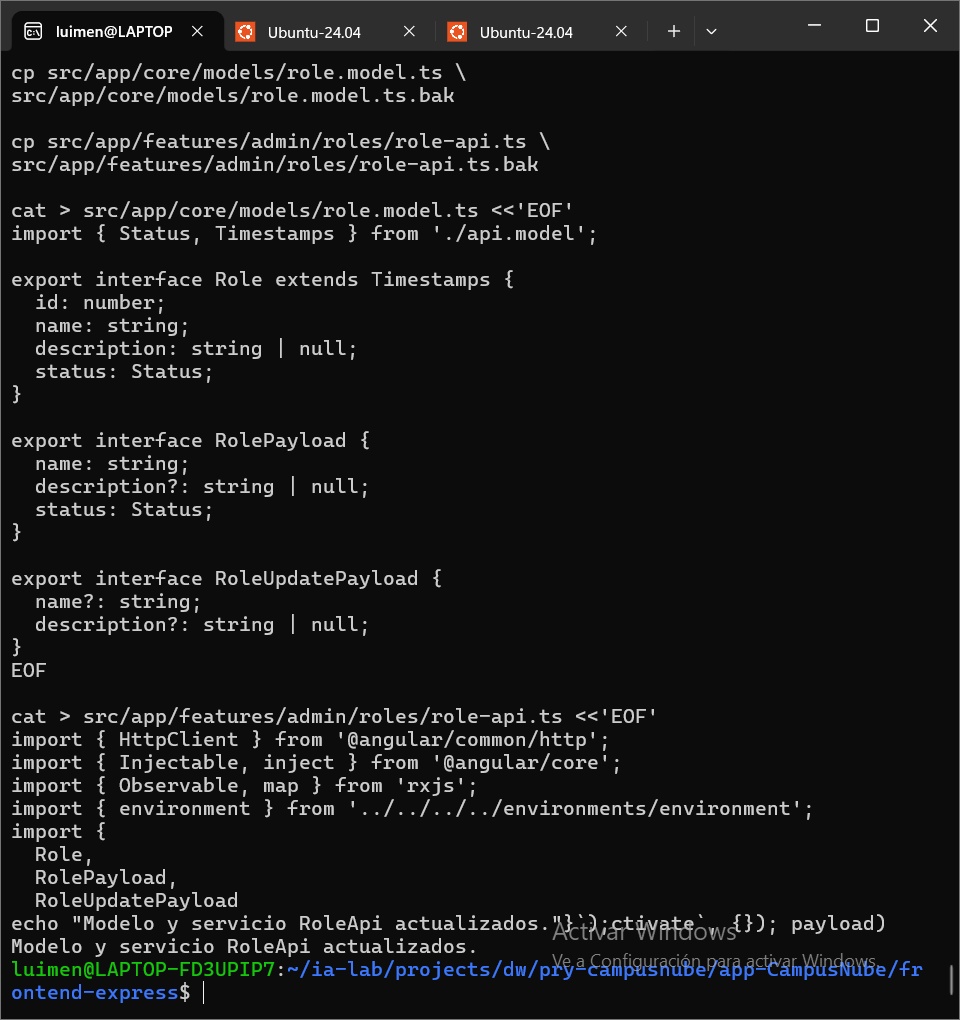 luimen@LAPTOP
Ubuntu-24.04
Ubuntu-24.04
cp src/app/core/models/role.model.ts \
src/app/core/models/role.model.ts.bak
cp src/app/features/admin/roles/role-api.ts \
src/app/features/admin/roles/role-api.ts.bak
cat > src/app/core/models/role.model.ts <<'EOF'
import { Status, Timestamps } from './api.model';
export interface Role extends Timestamps {
  id: number;
  name: string;
  description: string | null;
  status: Status;
}
export interface RolePayload {
  name: string;
  description?: string | null;
  status: Status;
}
export interface RoleUpdatePayload {
  name?: string;
  description?: string | null;
}
EOF
cat > src/app/features/admin/roles/role-api.ts <<'EOF'
import { HttpClient } from '@angular/common/http';
import { Injectable, inject } from '@angular/core';
import { Observable, map } from 'rxjs';
import { environment } from '../../../../environments/environment';
import {
  Role,
  RolePayload,
  RoleUpdatePayload
echo "Modelo y servicio RoleApi actualizados."}`);ctivate`, {}); payload)
Modelo y servicio RoleApi actualizados.
luimen@LAPTOP-FD3UPIP7:~/ia-lab/projects/dw/pry-campusnube/app-CampusNube/fr
ontend-express$
Activar Windows
Ve a Configuración para activar Windows.